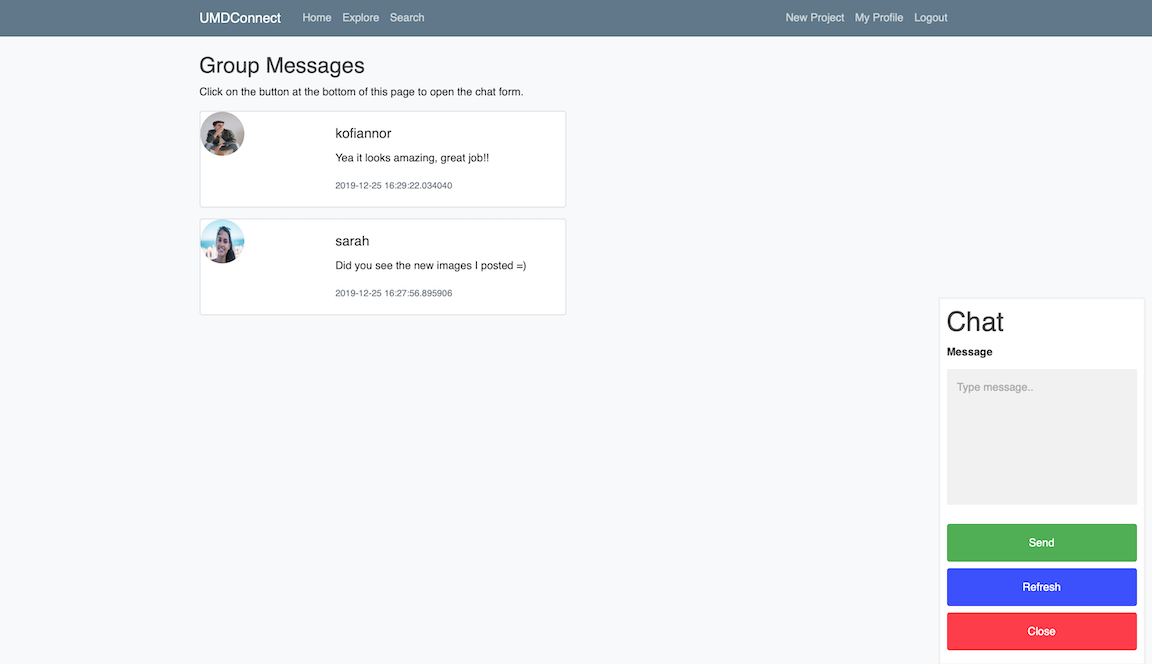 UMDConnect Home Explore Search New Project My Profile Logout
Group Messages
Click on the button at the bottom of this page to open the chat form.
kofiannor
Yea it looks amazing, great job!!
2019-12-25 16:29:22.034040
sarah
Did you see the new images I posted =)
2019-12-25 16:27:56.895906
Chat
Message
Type message..
Send
Refresh
Close